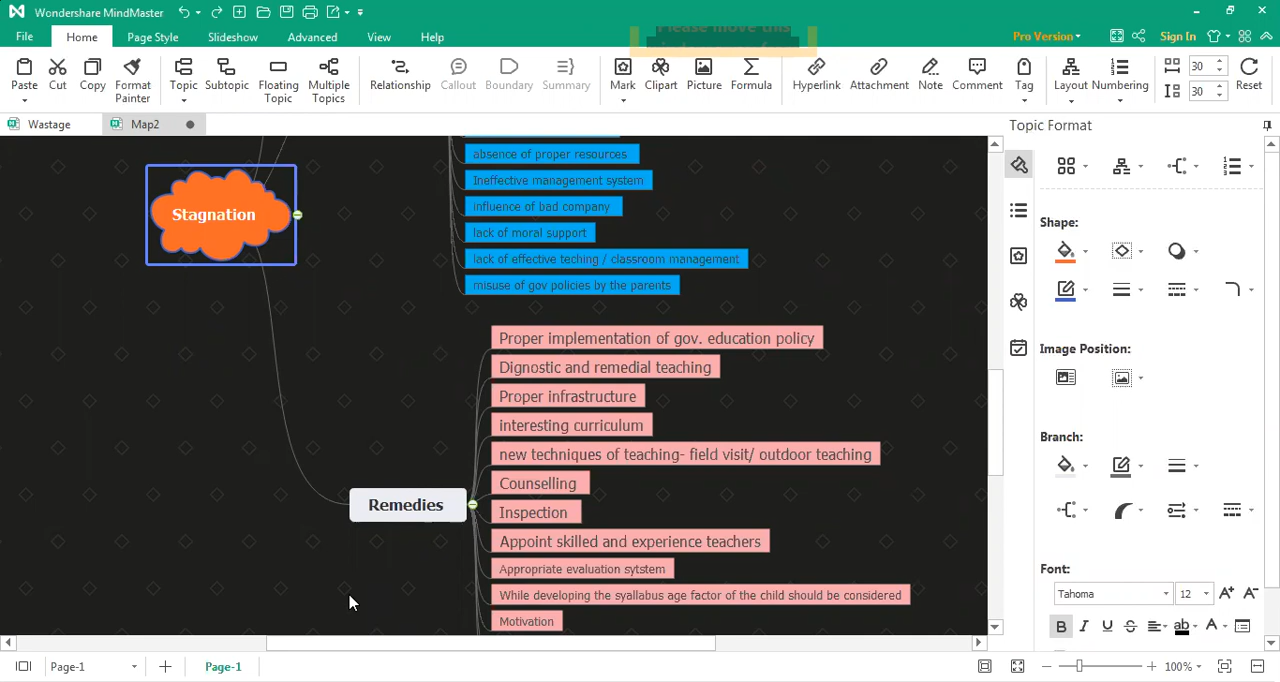 Wondershare MindMaster
File Home Page Style Slideshow Advanced View Help Pro Version Sign In
Please move this
Paste Cut Copy Format Painter Topic Subtopic Floating Topic Multiple Topics Relationship Callout Boundary Summary Mark Clipart Picture Formula Hyperlink Attachment Note Comment Tag Layout Numbering 30 30 Reset
Wastage Map2
Topic Format
absence of proper resources
Ineffective management system
influence of bad company
Stagnation
lack of moral support
lack of effective teching / classroom management
misuse of gov policies by the parents
Proper implementation of gov. education policy
Dignostic and remedial teaching
Proper infrastructure
interesting curriculum
new techniques of teaching- field visit/ outdoor teaching
Counselling
Remedies
Inspection
Appoint skilled and experience teachers
Appropriate evaluation sytstem
While developing the syallabus age factor of the child should be considered
Motivation
Shape:
Image Position:
Branch:
Font:
Tahoma 12 A+ A-
B I U S ab A
Page-1 Page-1 100%